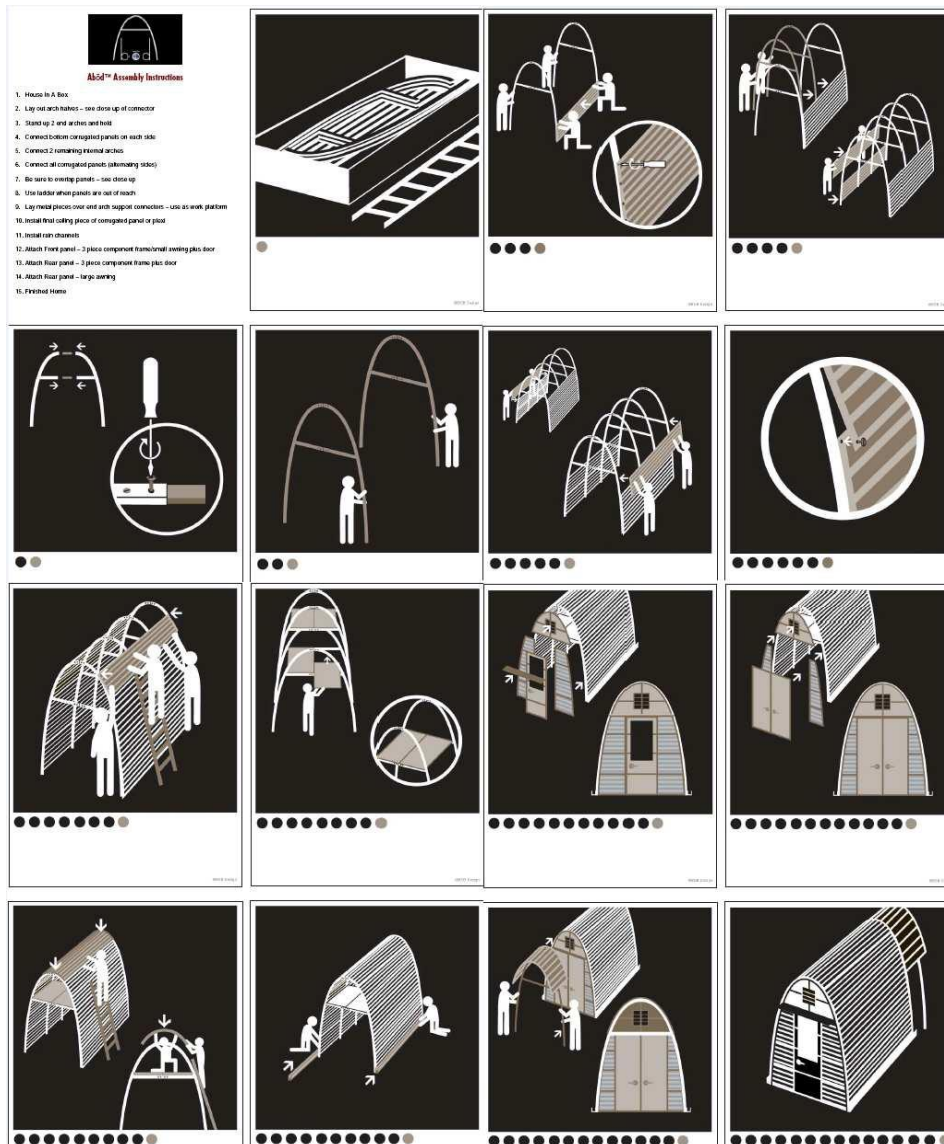 Abōd™ Assembly Instructions
1. House In A Box
2. Lay out arch halves – see close up of connector
3. Stand up 2 end arches and hold
4. Connect bottom corrugated panels on each side
5. Connect 2 remaining internal arches
6. Connect all corrugated panels (alternating sides)
7. Be sure to overlap panels – see close up
8. Use ladder when panels are out of reach
9. Lay metal pieces over end arch support connectors – use as work platform
10. Install final ceiling piece of corrugated panel or plexi
11. Install rain channels
12. Attach Front panel – 3 piece component frame/small awning plus door
13. Attach Rear panel – 3 piece component frame plus door
14. Attach Rear panel – large awning
15. Finished Home